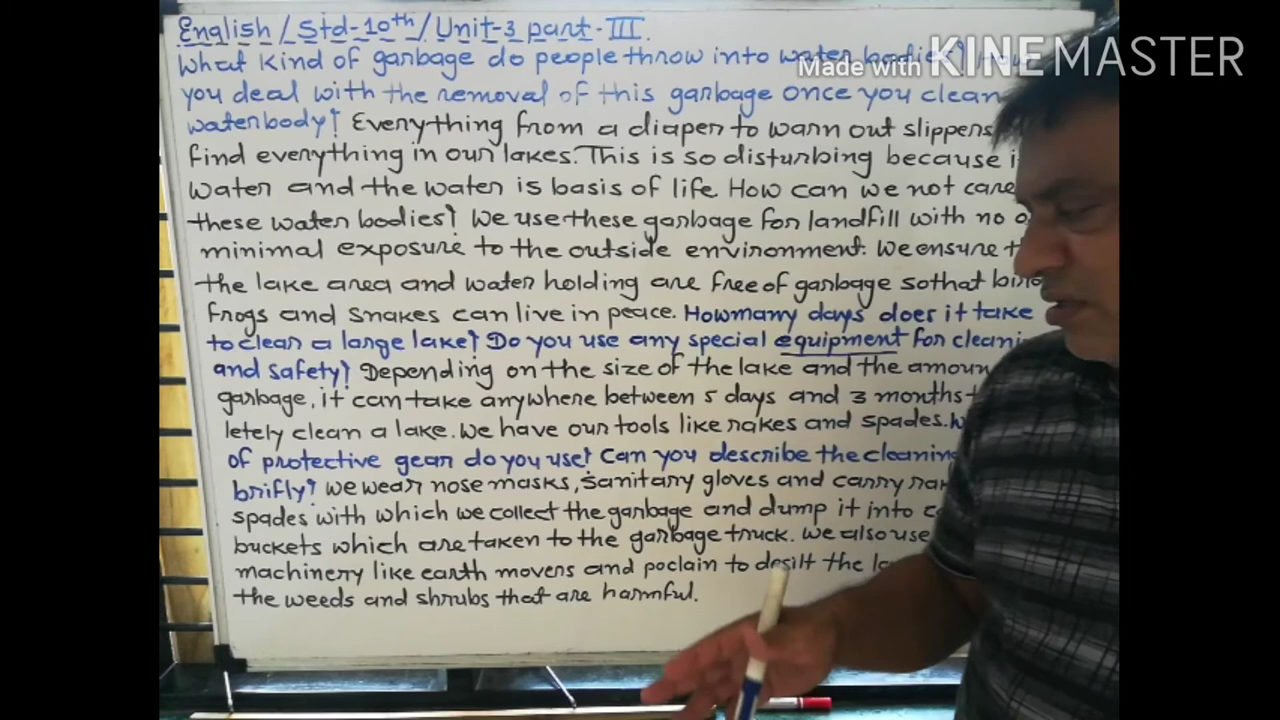 English / Std-10th / Unit-3 part-III.
Made with KINEMASTER
What kind of garbage do people throw into water bodies?
you deal with the removal of this garbage once you clean
waterbody? Everything from a diaper to warn out slippers
find everything in our lakes. This is so disturbing because
water and the water is basis of life. How can we not care
these water bodies? We use these garbage for landfill with no
minimal exposure to the outside environment. We ensure
the lake area and water holding are free of garbage sothat
frogs and snakes can live in peace. Howmany days does it take
to clean a large lake? Do you use any special equipment for
and safety? Depending on the size of the lake and the
garbage, it can take anywhere between 5 days and 3 months
letely clean a lake. We have our tools like rakes and spades.
of protective gear do you use? Can you describe the cleaning
brifly? We wear nose masks, sanitary gloves and carry
spades with which we collect the garbage and dump it into
buckets which are taken to the garbage truck. We also use
machinery like earth movers and poclain to desilt the
the weeds and shrubs that are harmful.